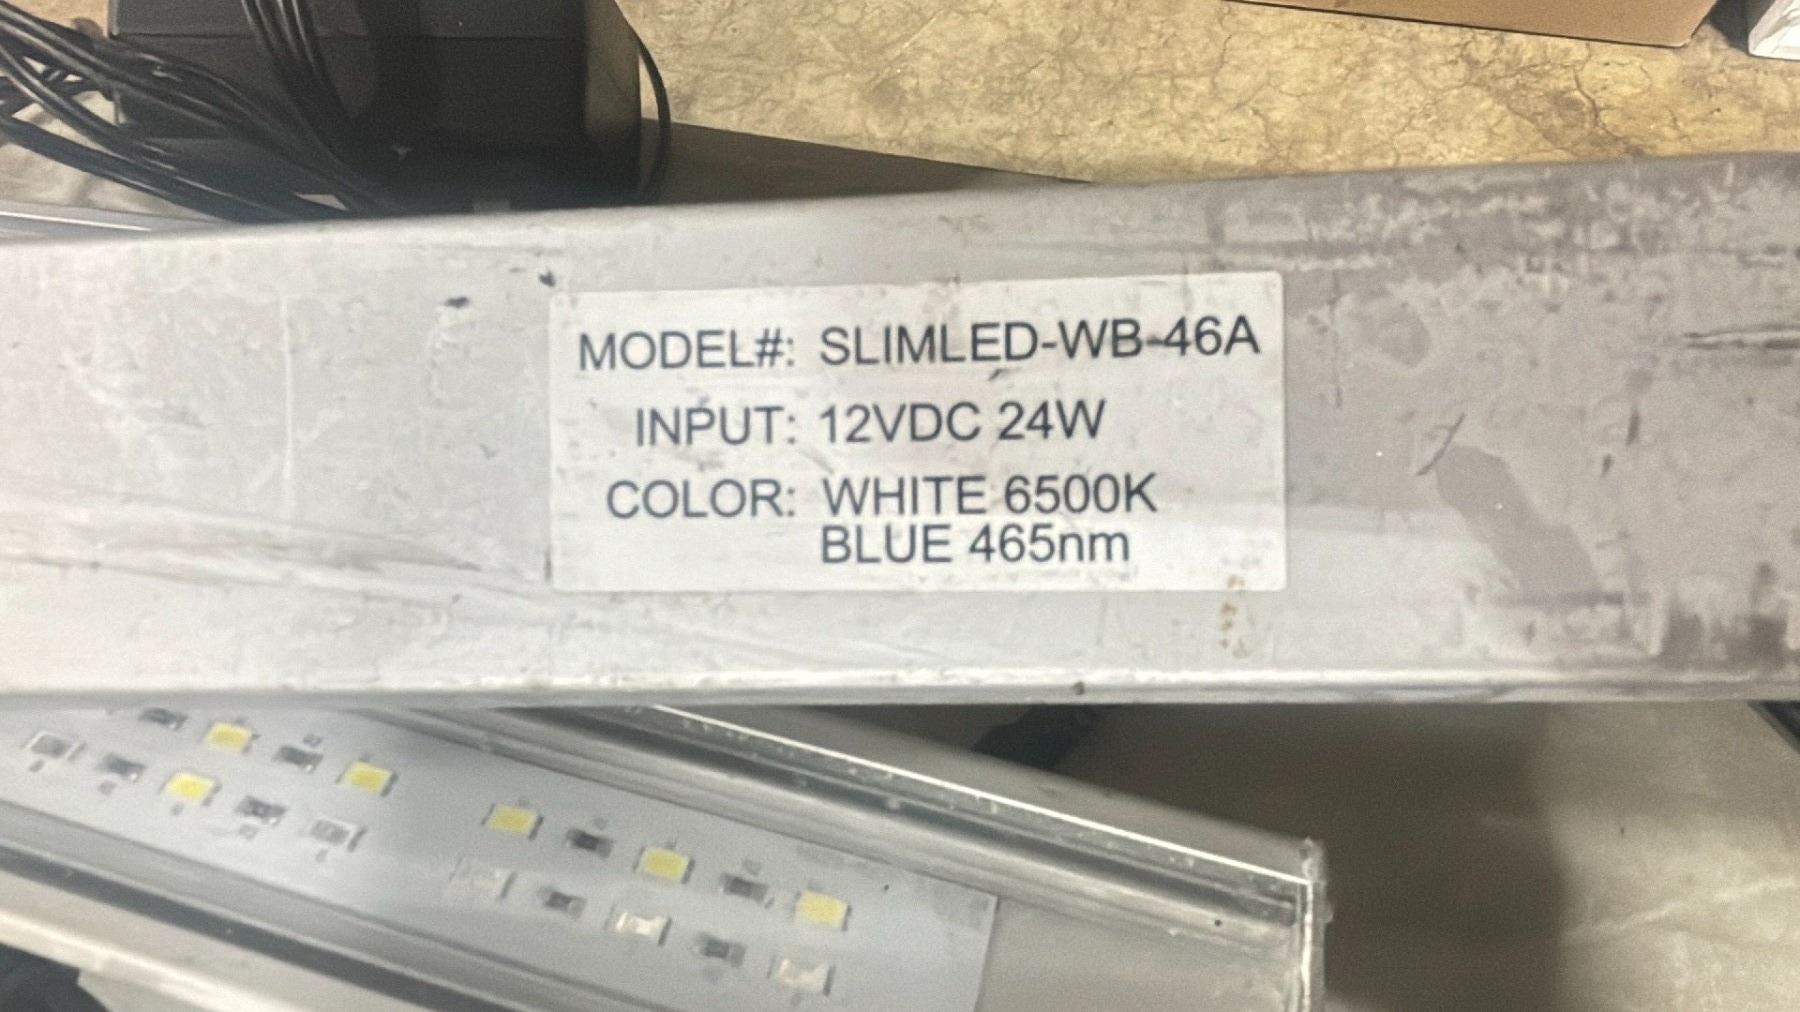 MODEL#: SLIMLED-WB-46A
INPUT: 12VDC 24W
COLOR: WHITE 6500K
BLUE 465nm